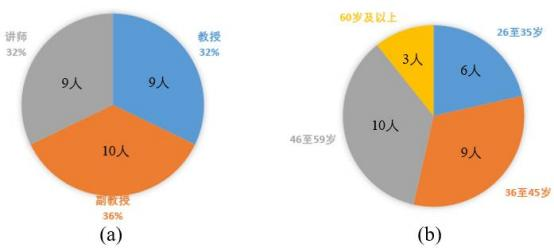 讲师
32%
9人
教授
32%
9人
10人
副教授
36%
(a)
60岁及以上
3人
26至35岁
6人
46至59岁
10人
9人
36至45岁
(b)